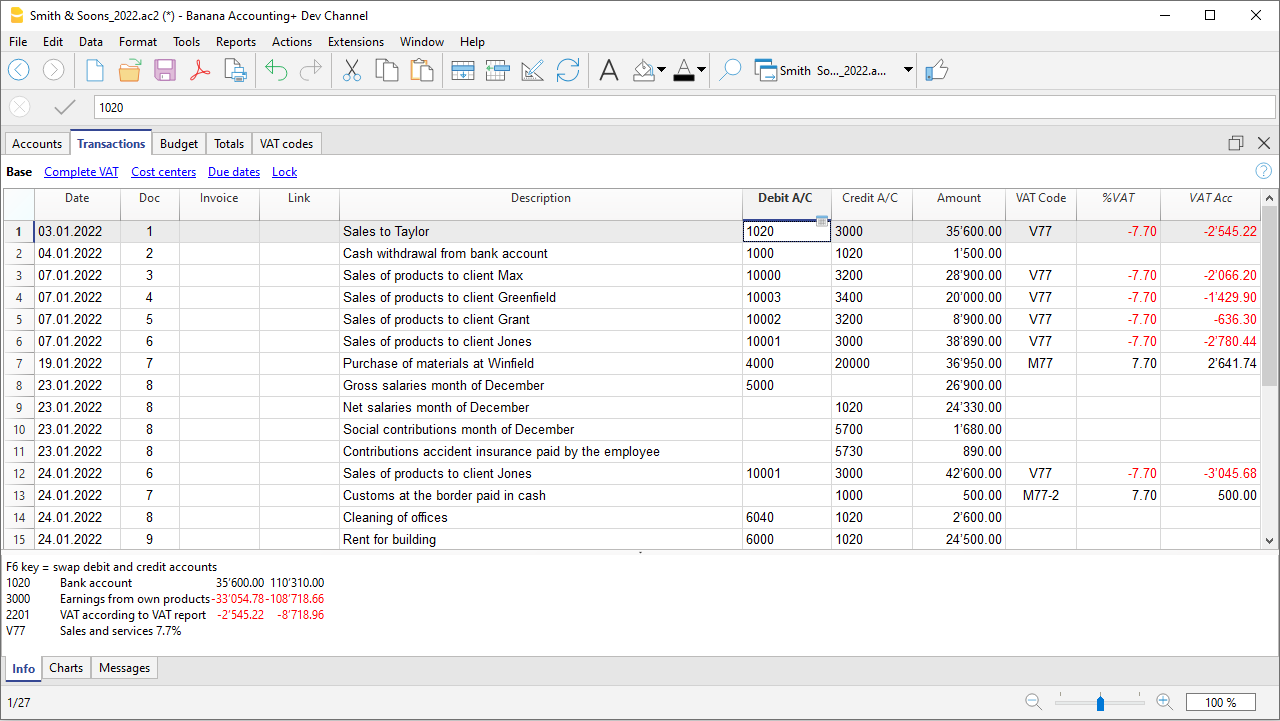 Smith & Soons_2022.ac2 (*) - Banana Accounting+ Dev Channel
File Edit Data Format Tools Reports Actions Extensions Window Help
Smith So..._2022.a...
1020
Accounts Transactions Budget Totals VAT codes
Base Complete VAT Cost centers Due dates Lock
Date Doc Invoice Link Description Debit A/C Credit A/C Amount VAT Code %VAT VAT Acc
1 03.01.2022 1 Sales to Taylor 1020 3000 35'600.00 V77 -7.70 -2'545.22
2 04.01.2022 2 Cash withdrawal from bank account 1000 1020 1'500.00
3 07.01.2022 3 Sales of products to client Max 10000 3200 28'900.00 V77 -7.70 -2'066.20
4 07.01.2022 4 Sales of products to client Greenfield 10003 3400 20'000.00 V77 -7.70 -1'429.90
5 07.01.2022 5 Sales of products to client Grant 10002 3200 8'900.00 V77 -7.70 -636.30
6 07.01.2022 6 Sales of products to client Jones 10001 3000 38'890.00 V77 -7.70 -2'780.44
7 19.01.2022 7 Purchase of materials at Winfield 4000 20000 36'950.00 M77 7.70 2'641.74
8 23.01.2022 8 Gross salaries month of December 5000 26'900.00
9 23.01.2022 8 Net salaries month of December 1020 24'330.00
10 23.01.2022 8 Social contributions month of December 5700 1'680.00
11 23.01.2022 8 Contributions accident insurance paid by the employee 5730 890.00
12 24.01.2022 6 Sales of products to client Jones 10001 3000 42'600.00 V77 -7.70 -3'045.68
13 24.01.2022 7 Customs at the border paid in cash 1000 500.00 M77-2 7.70 500.00
14 24.01.2022 8 Cleaning of offices 6040 1020 2'600.00
15 24.01.2022 9 Rent for building 6000 1020 24'500.00
F6 key = swap debit and credit accounts
1020 Bank account 35'600.00 110'310.00
3000 Earnings from own products -33'054.78 -108'718.66
2201 VAT according to VAT report -2'545.22 -8'718.96
V77 Sales and services 7.7%
Info Charts Messages
1/27 100 %